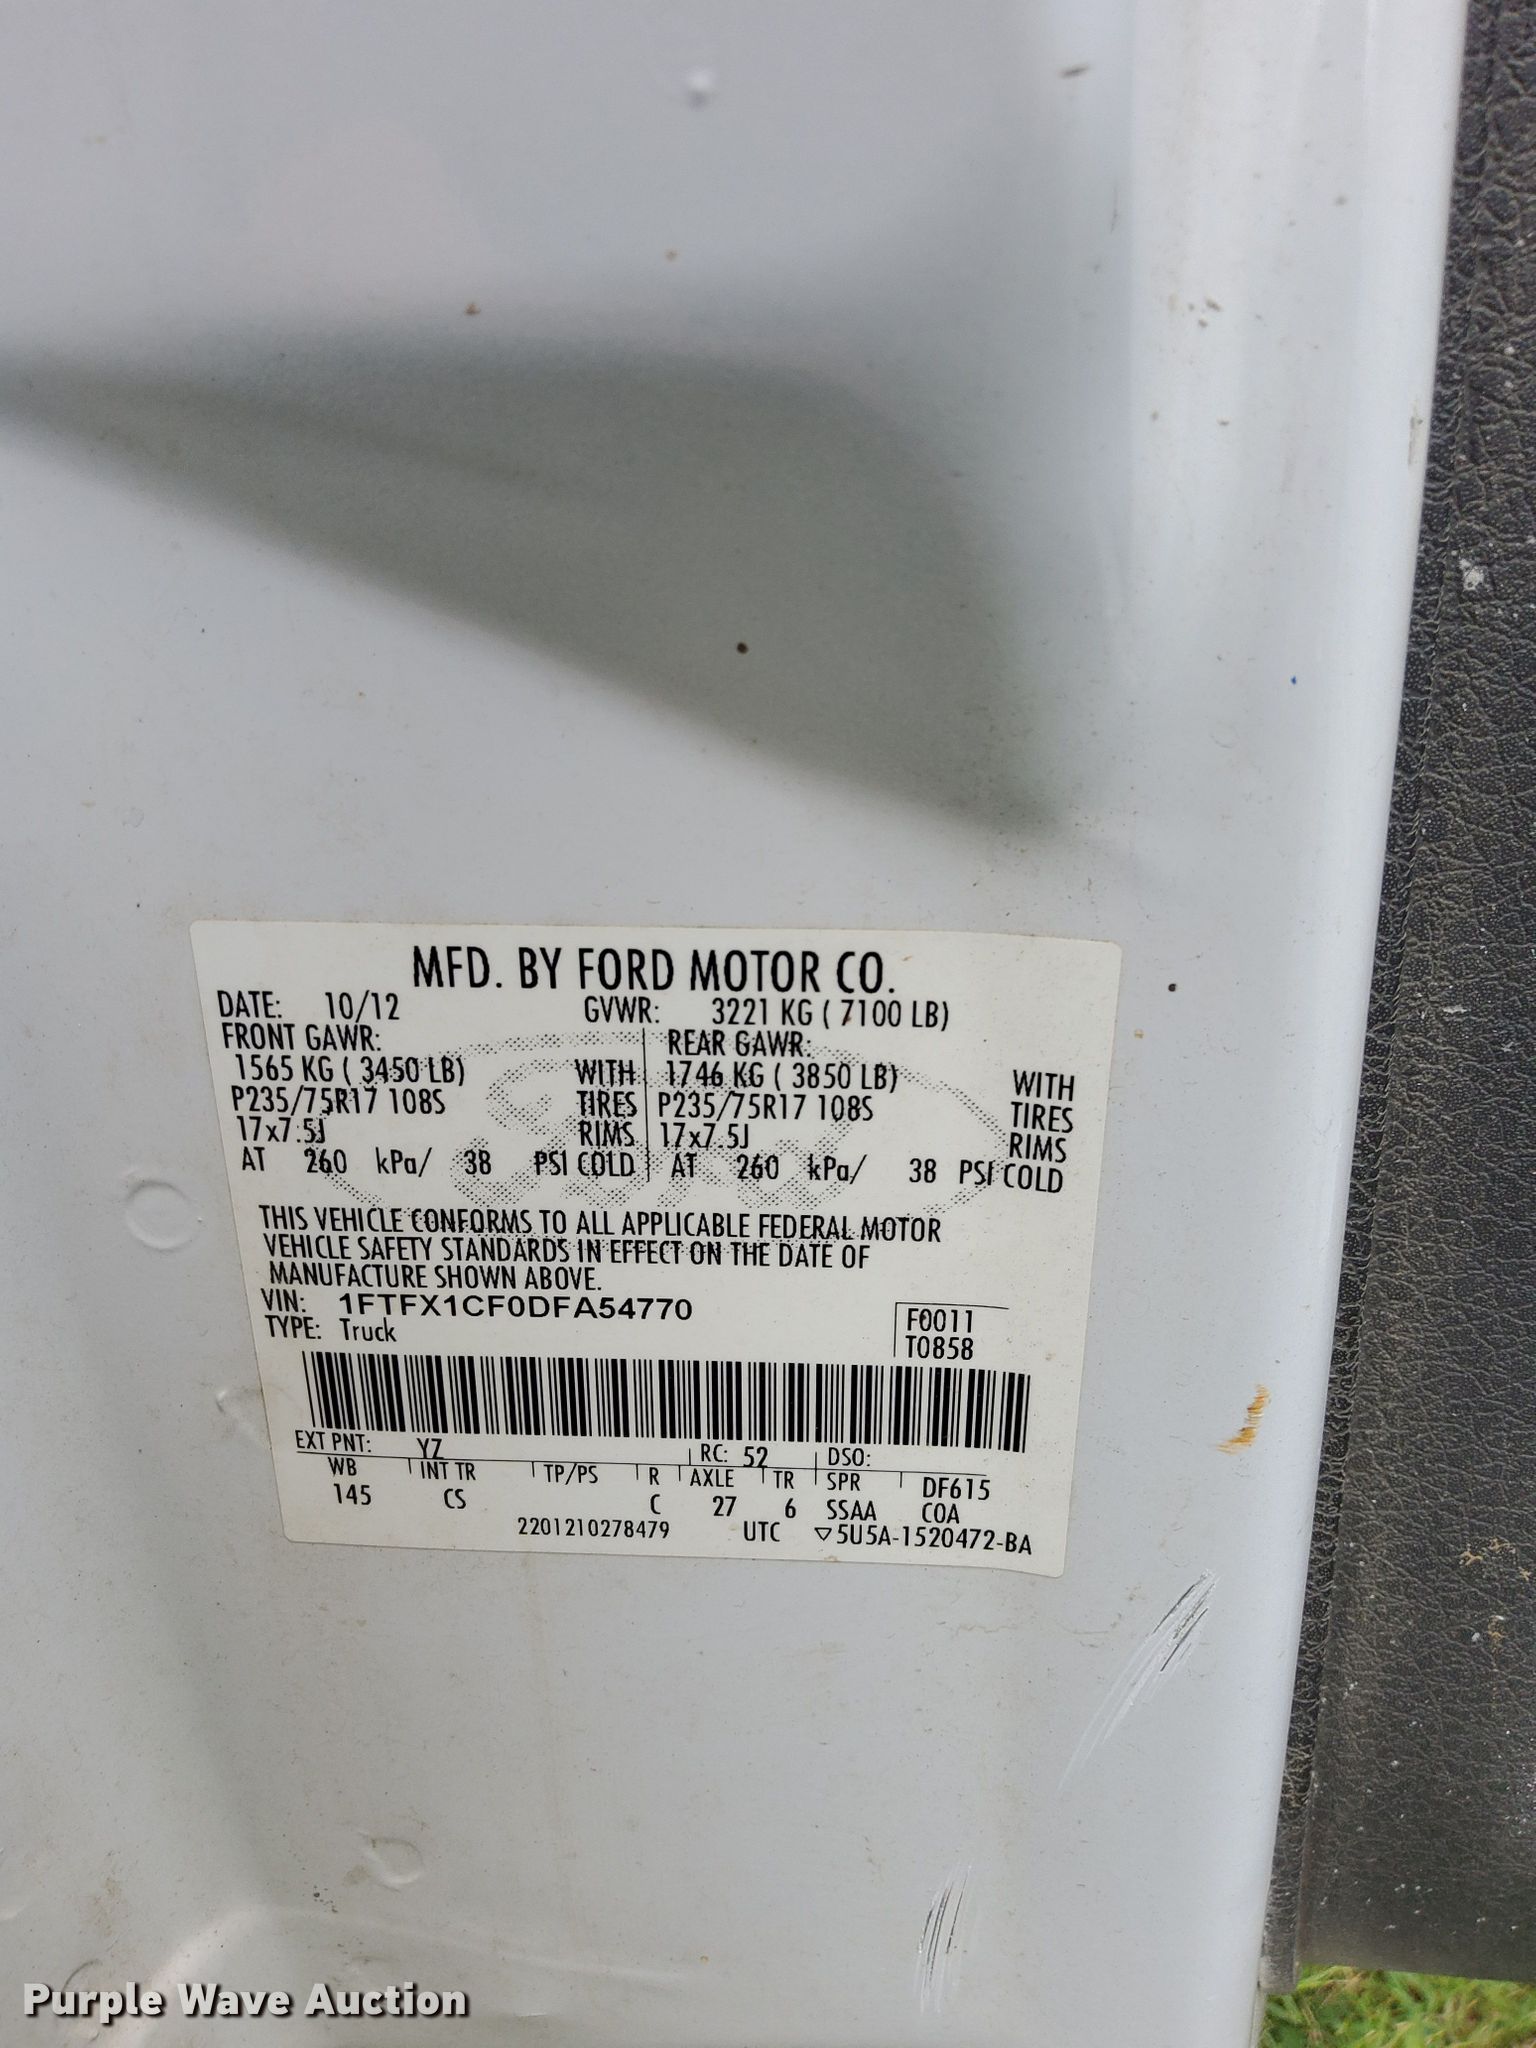 MFD. BY FORD MOTOR CO.
DATE: 10/12 GVWR: 3221 KG ( 7100 LB)
FRONT GAWR: REAR GAWR:
1565 KG ( 3450 LB) WITH 1746 KG ( 3850 LB) WITH
P235/75R17 108S TIRES P235/75R17 108S TIRES
17x7.5J RIMS 17x7.5J RIMS
AT 260 kPa/ 38 PSI COLD AT 260 kPa/ 38 PSI COLD
THIS VEHICLE CONFORMS TO ALL APPLICABLE FEDERAL MOTOR
VEHICLE SAFETY STANDARDS IN EFFECT ON THE DATE OF
MANUFACTURE SHOWN ABOVE.
VIN: 1FTFX1CF0DFA54770 F0011
TYPE: Truck T0858
EXT PNT: YZ RC: 52 DSO:
WB INT TR TP/PS R AXLE TR SPR DF615
145 CS C 27 6 SSAA COA
2201210278479 UTC ▽5U5A-1520472-BA
Purple Wave Auction